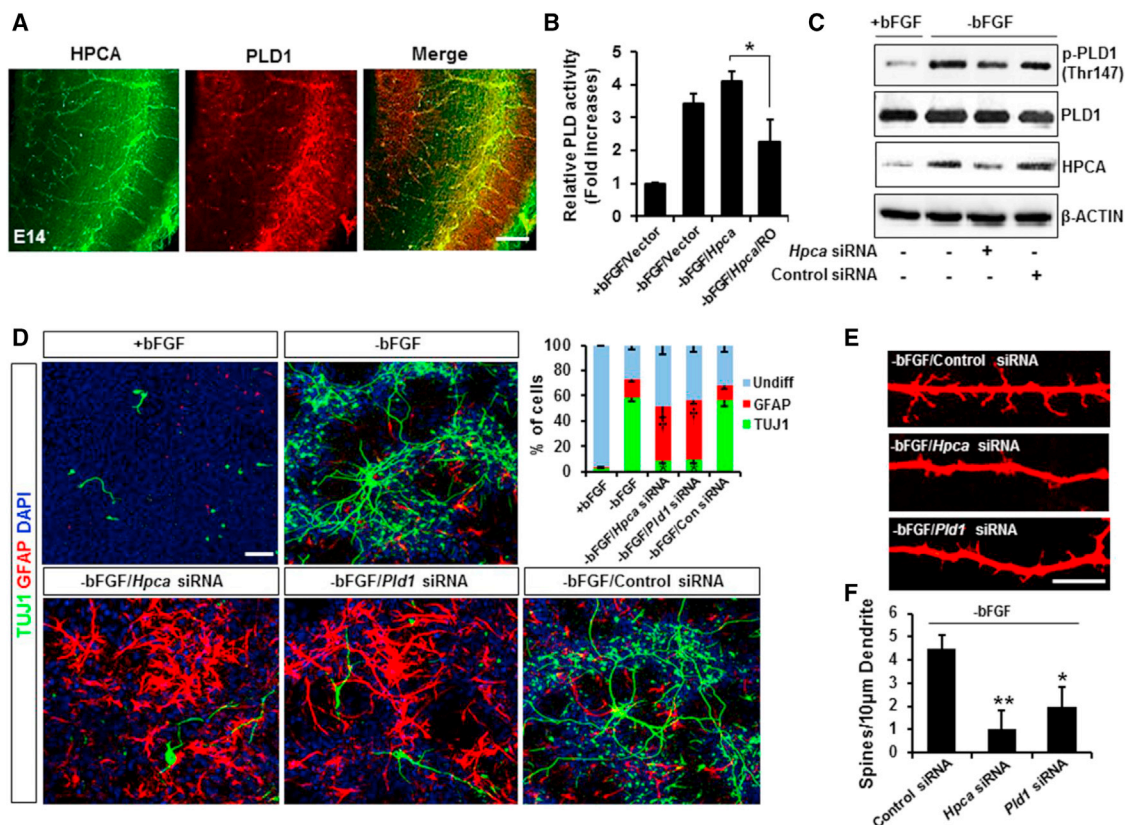 A
HPCA
PLD1
Merge
E14
B
Relative PLD activity
(Fold increases)
5
4
3
2
1
0
*
+bFGF/Vector
-bFGF/Vector
-bFGF/Hpca
-bFGF/Hpca/RO
C
+bFGF
-bFGF
p-PLD1
(Thr147)
PLD1
HPCA
β-ACTIN
Hpca siRNA - - + -
Control siRNA - - - +
D
TUJ1 GFAP DAPI
+bFGF
-bFGF
% of cells
100
80
60
40
20
0
Undiff
GFAP
TUJ1
+bFGF
-bFGF
-bFGF/Hpca siRNA
-bFGF/Pld1 siRNA
-bFGF/Con siRNA
-bFGF/Hpca siRNA
-bFGF/Pld1 siRNA
-bFGF/Control siRNA
E
-bFGF/Control siRNA
-bFGF/Hpca siRNA
-bFGF/Pld1 siRNA
F
-bFGF
Spines/10μm Dendrite
6
5
4
3
2
1
0
**
*
Control siRNA
Hpca siRNA
Pld1 siRNA